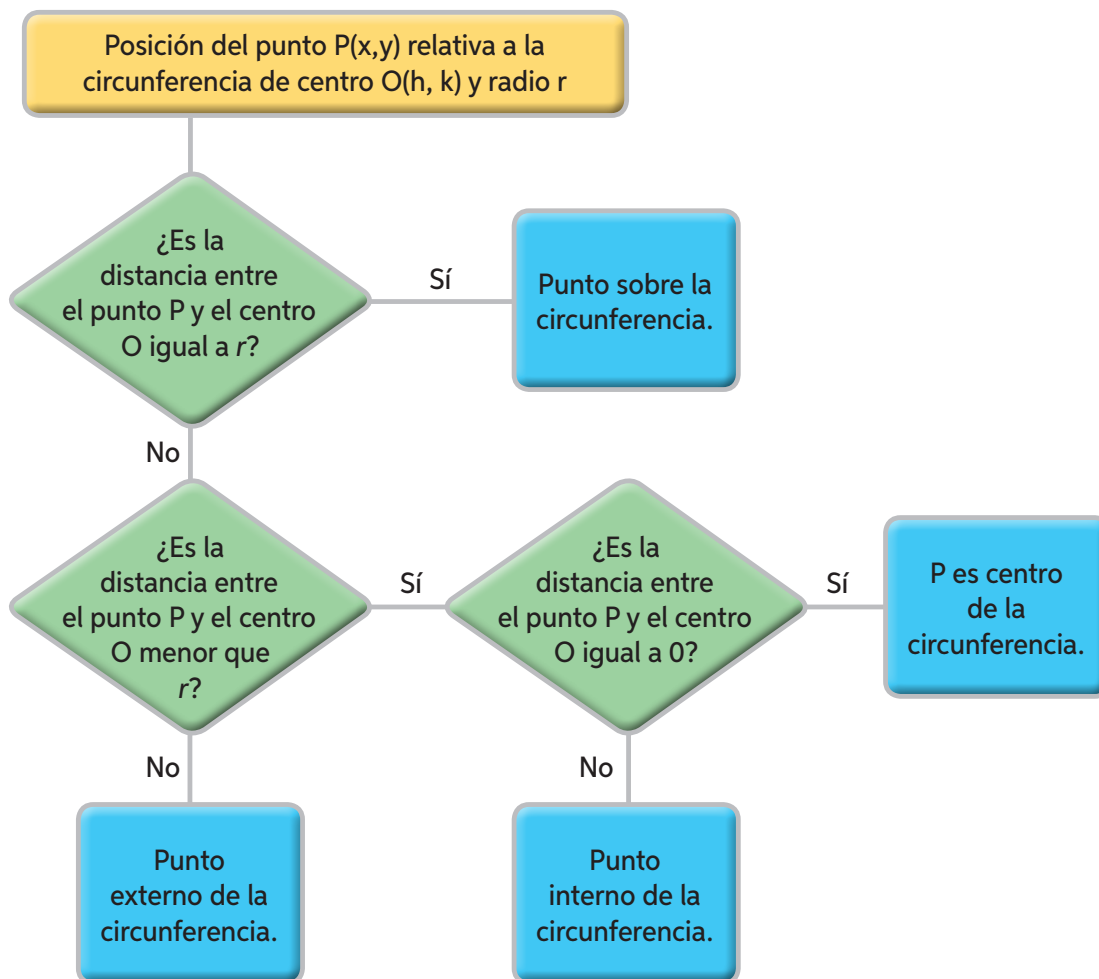 Posición del punto P(x,y) relativa a la
circunferencia de centro O(h, k) y radio r
¿Es la
distancia entre
el punto P y el centro
O igual a r?
Sí
Punto sobre la
circunferencia.
No
¿Es la
distancia entre
el punto P y el centro
O menor que
r?
Sí
¿Es la
distancia entre
el punto P y el centro
O igual a 0?
Sí
P es centro
de la
circunferencia.
No
Punto
externo de la
circunferencia.
No
Punto
interno de la
circunferencia.